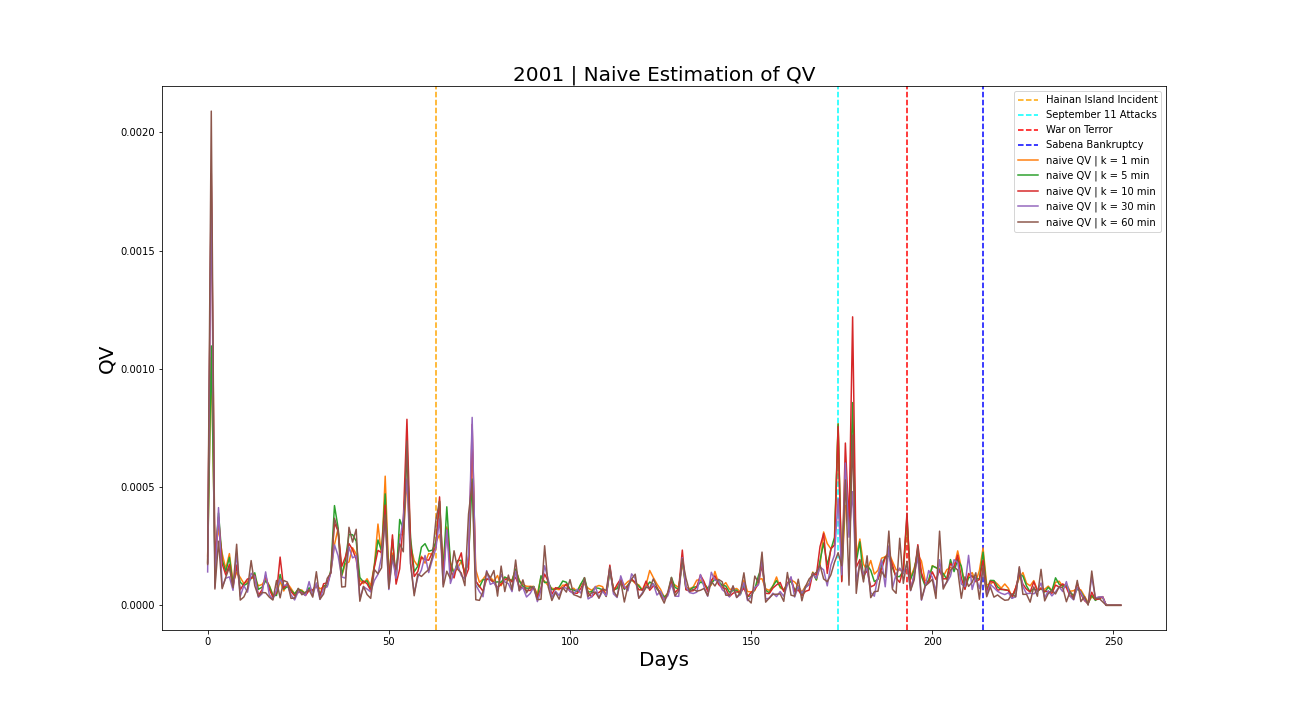 2001 | Naive Estimation of QV
Hainan Island Incident
September 11 Attacks
War on Terror
Sabena Bankruptcy
naive QV | k = 1 min
naive QV | k = 5 min
naive QV | k = 10 min
naive QV | k = 30 min
naive QV | k = 60 min
QV
0.0020
0.0015
0.0010
0.0005
0.0000
0
50
100
150
200
250
Days